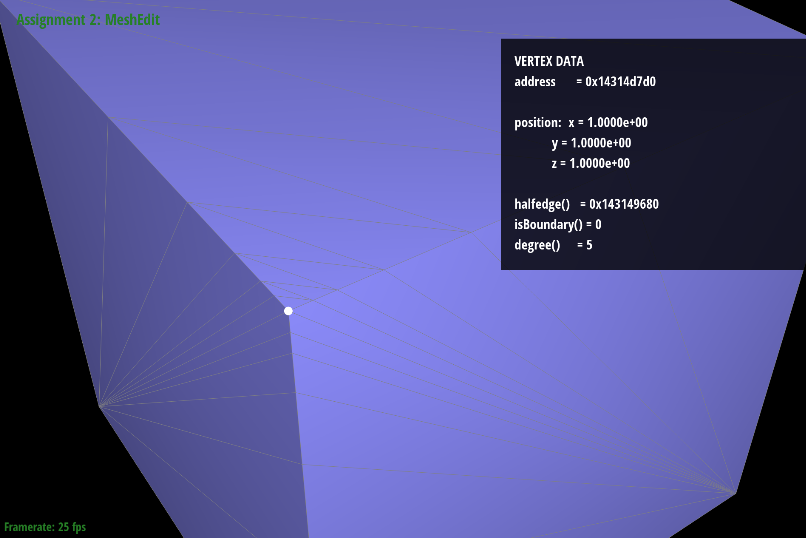 Assignment 2: MeshEdit
VERTEX DATA
address = 0x14314d7d0
position: x = 1.0000e+00
y = 1.0000e+00
z = 1.0000e+00
halfedge() = 0x143149680
isBoundary() = 0
degree() = 5
Framerate: 25 fps